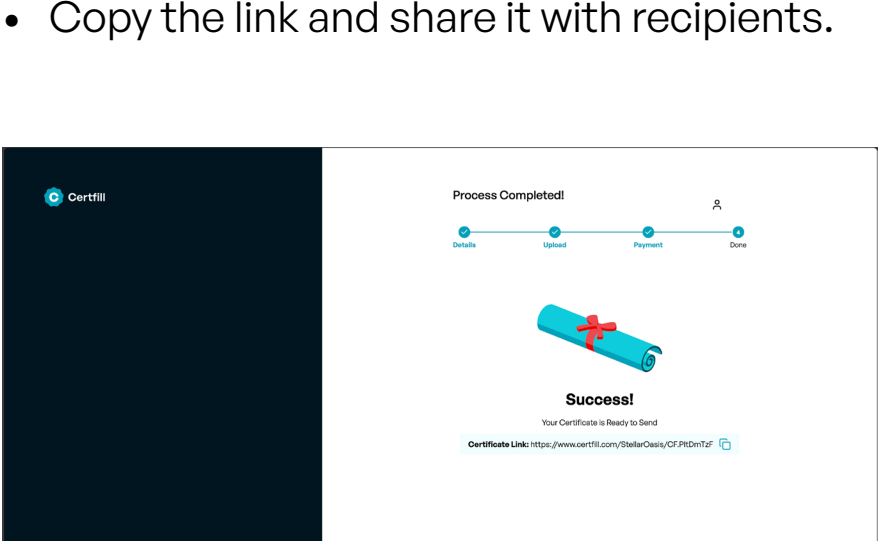 • Copy the link and share it with recipients.
C Certfill
Process Completed!
Details Upload Payment 4 Done
Success!
Your Certificate is Ready to Send
Certificate Link: https://www.certfill.com/StellarOasis/CF.PltDmTzF